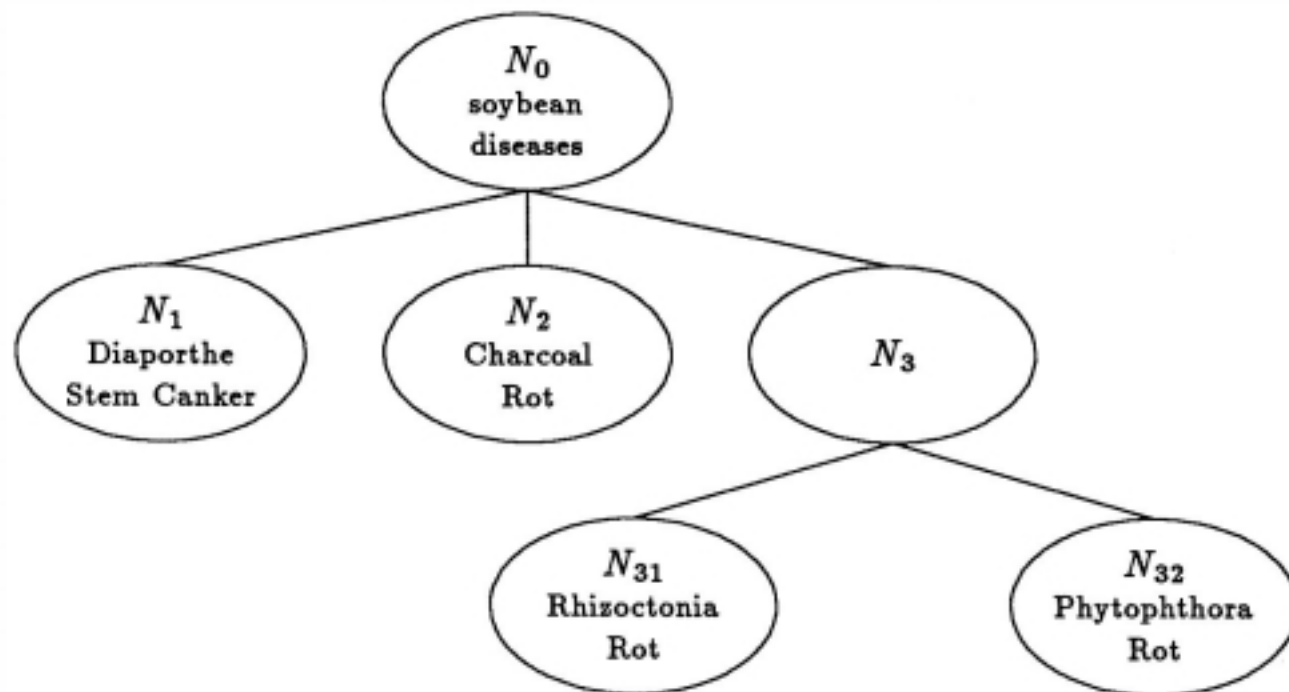 N₀
soybean
diseases
N₁
Diaporthe
Stem Canker
N₂
Charcoal
Rot
N₃
N₃₁
Rhizoctonia
Rot
N₃₂
Phytophthora
Rot